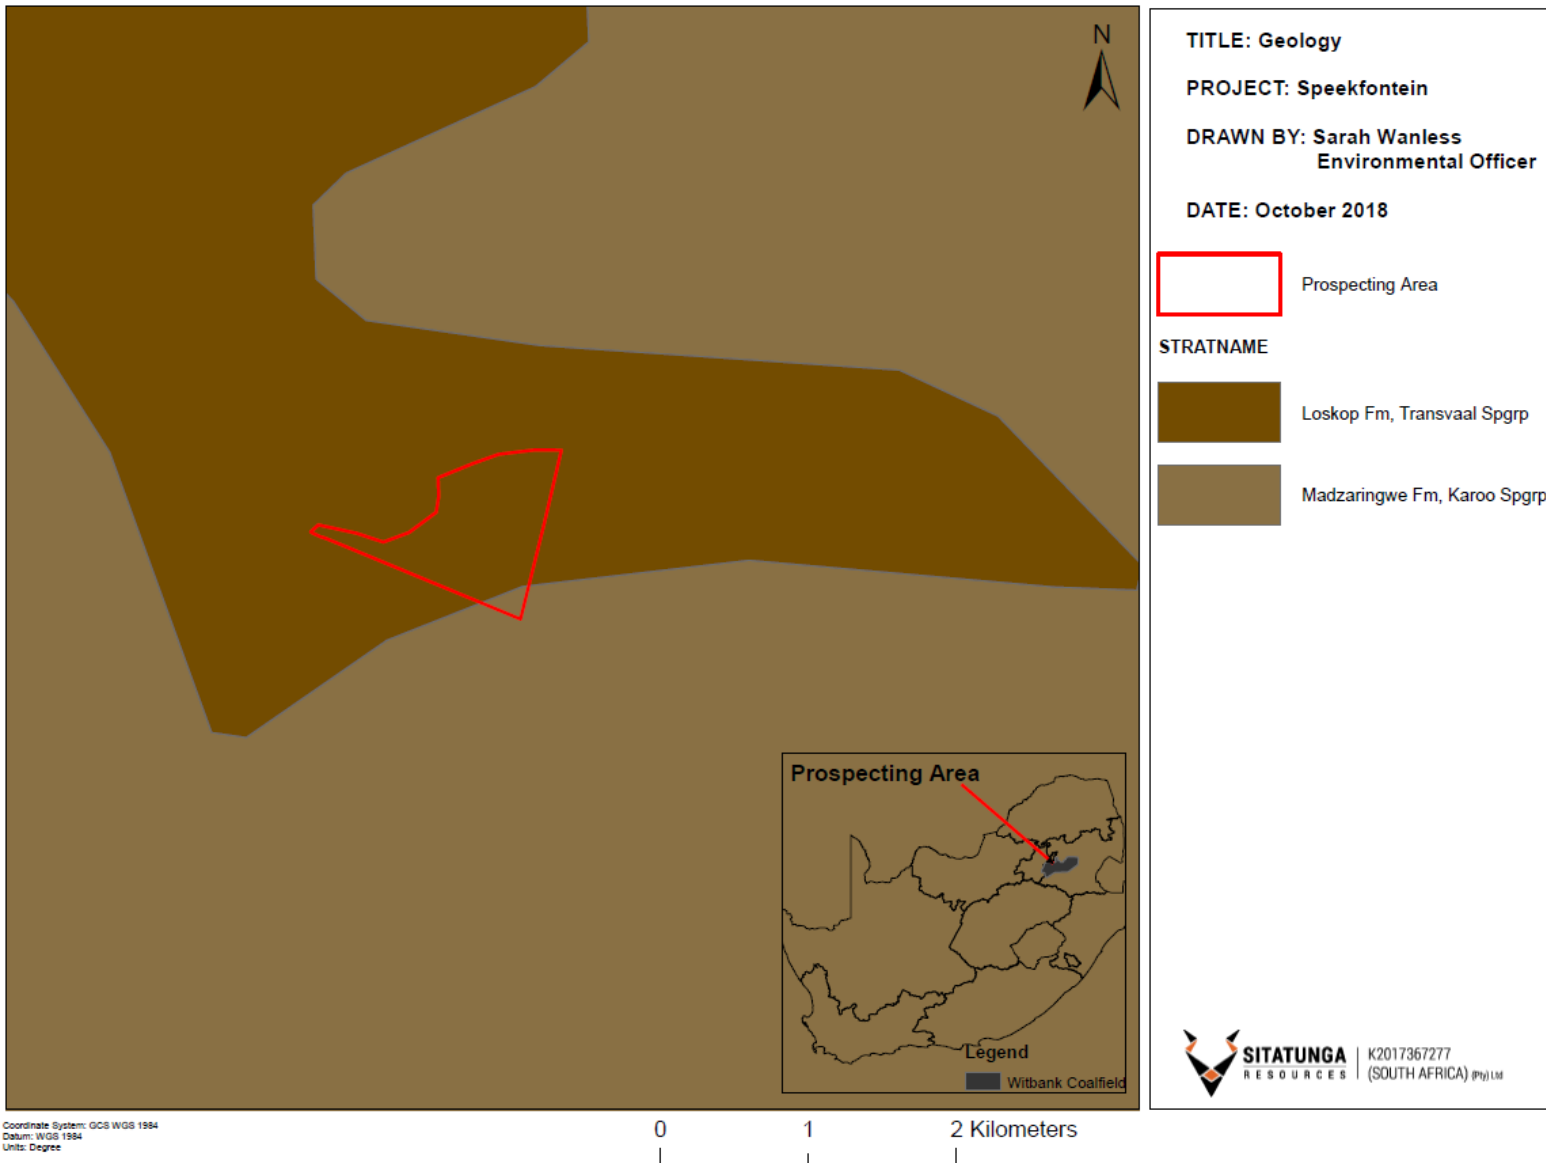 N
TITLE: Geology
PROJECT: Speekfontein
DRAWN BY: Sarah Wanless
Environmental Officer
DATE: October 2018
Prospecting Area
STRATNAME
Loskop Fm, Transvaal Spgrp
Madzaringwe Fm, Karoo Spgrp
Prospecting Area
Legend
Witbank Coalfield
SITATUNGA
RESOURCES
K2017367277
(SOUTH AFRICA) (Pty) Ltd
Coordinate System: GCS WGS 1984
Datum: WGS 1984
Units: Degree
0 1 2 Kilometers